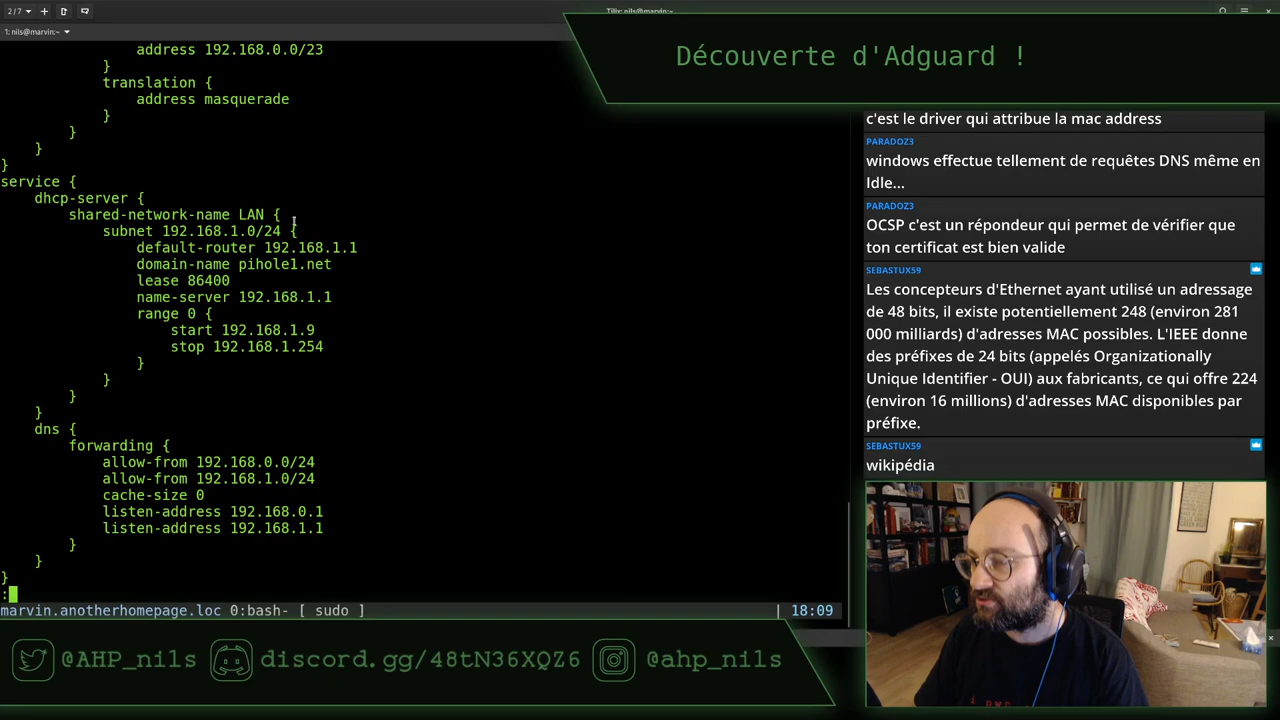 2/7
Tilix: nils@marvin:~
1: nils@marvin:~
Découverte d'Adguard !
address 192.168.0.0/23
}
translation {
address masquerade
}
}
}
}
service {
dhcp-server {
shared-network-name LAN {
subnet 192.168.1.0/24 {
default-router 192.168.1.1
domain-name pihole1.net
lease 86400
name-server 192.168.1.1
range 0 {
start 192.168.1.9
stop 192.168.1.254
}
}
}
}
dns {
forwarding {
allow-from 192.168.0.0/24
allow-from 192.168.1.0/24
cache-size 0
listen-address 192.168.0.1
listen-address 192.168.1.1
}
}
}
:
marvin.anotherhomepage.loc 0:bash- [ sudo ] | 18:09
c'est le driver qui attribue la mac address
PARADOZ3
windows effectue tellement de requêtes DNS même en
Idle...
PARADOZ3
OCSP c'est un répondeur qui permet de vérifier que
ton certificat est bien valide
SEBASTUX59
Les concepteurs d'Ethernet ayant utilisé un adressage
de 48 bits, il existe potentiellement 248 (environ 281
000 milliards) d'adresses MAC possibles. L'IEEE donne
des préfixes de 24 bits (appelés Organizationally
Unique Identifier - OUI) aux fabricants, ce qui offre 224
(environ 16 millions) d'adresses MAC disponibles par
préfixe.
SEBASTUX59
wikipédia
@AHP_nils
discord.gg/48tN36XQZ6
@ahp_nils